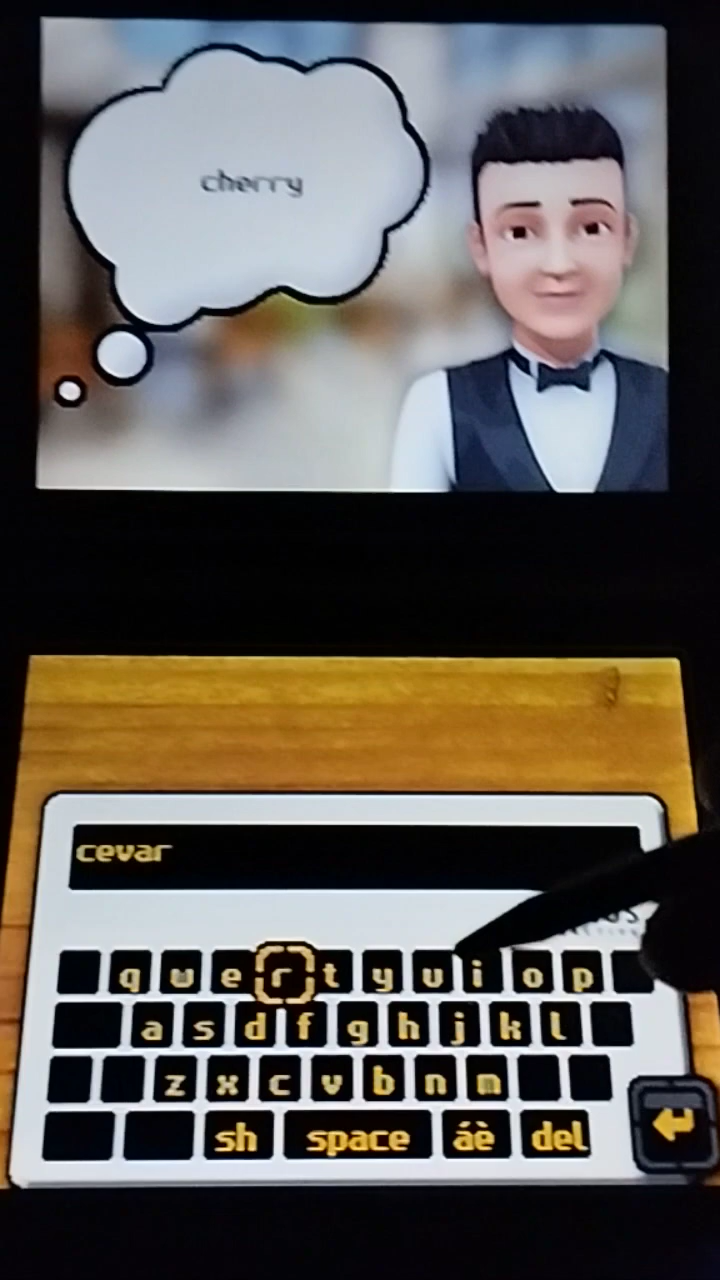 cherry
cevar
q w e r t y u i o p
a s d f g h j k l
z x c v b n m
sh space áè del